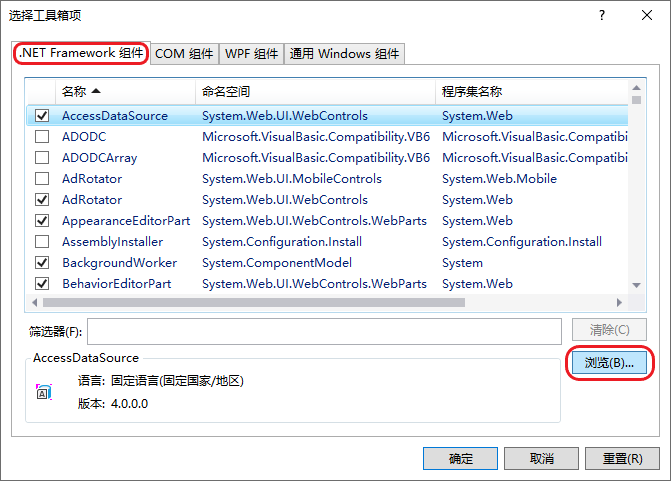 选择工具箱项
.NET Framework 组件 COM 组件 WPF 组件 通用 Windows 组件
名称 命名空间 程序集名称
AccessDataSource System.Web.UI.WebControls System.Web
ADODC Microsoft.VisualBasic.Compatibility.VB6 Microsoft.VisualBasic.Compatibi
ADODCArray Microsoft.VisualBasic.Compatibility.VB6 Microsoft.VisualBasic.Compatibi
AdRotator System.Web.UI.MobileControls System.Web.Mobile
AdRotator System.Web.UI.WebControls System.Web
AppearanceEditorPart System.Web.UI.WebControls.WebParts System.Web
AssemblyInstaller System.Configuration.Install System.Configuration.Install
BackgroundWorker System.ComponentModel System
BehaviorEditorPart System.Web.UI.WebControls.WebParts System.Web
筛选器(F): 清除(C)
AccessDataSource 浏览(B)...
语言: 固定语言(固定国家/地区)
A
版本: 4.0.0.0
确定 取消 重置(R)